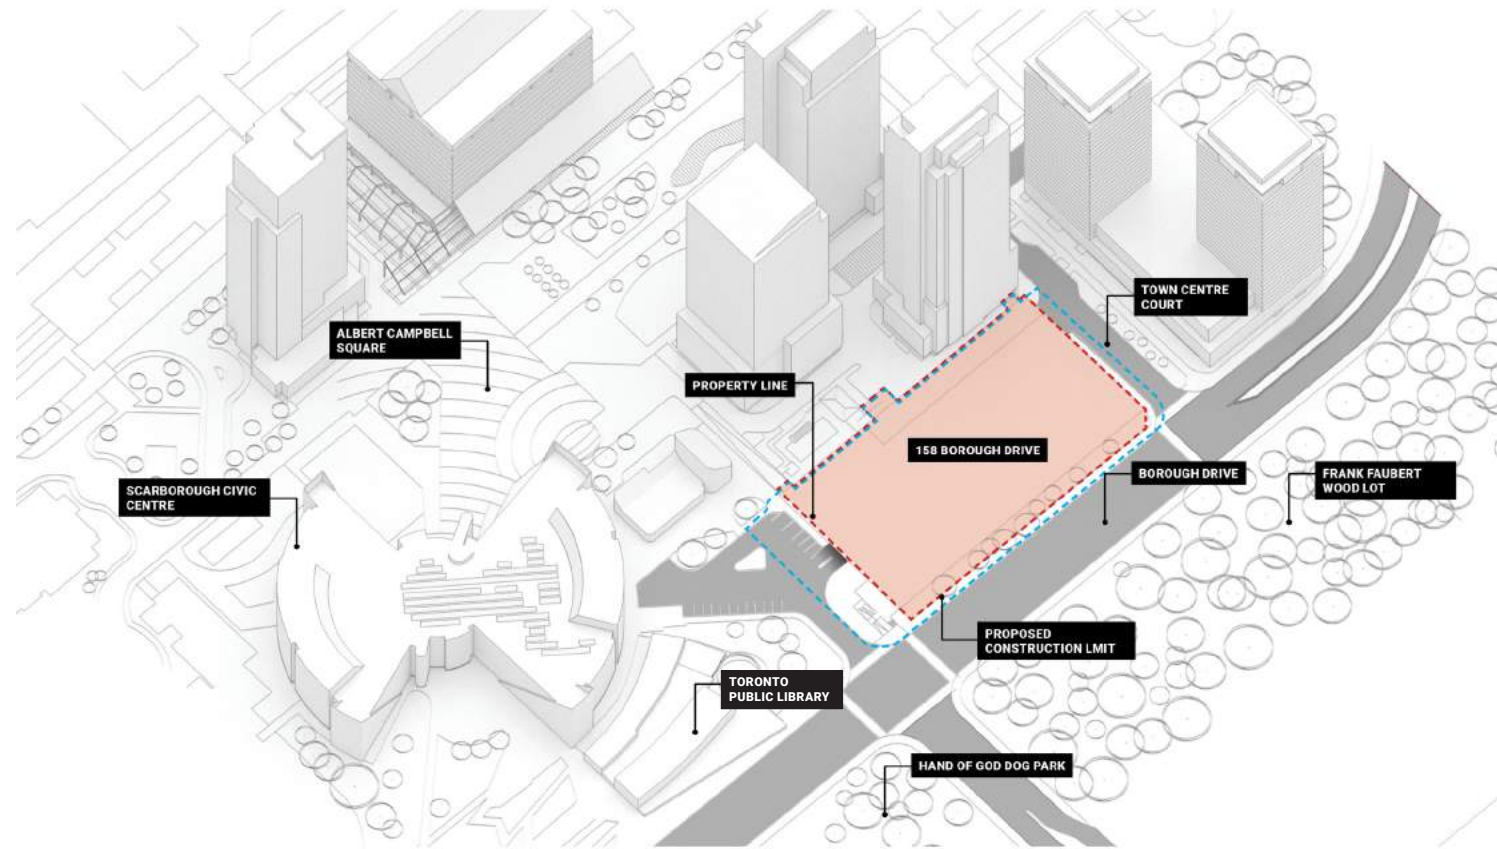 TOWN CENTRE
COURT
ALBERT CAMPBELL
SQUARE
PROPERTY LINE
158 BOROUGH DRIVE
BOROUGH DRIVE
FRANK FAUBERT
WOOD LOT
SCARBOROUGH CIVIC
CENTRE
PROPOSED
CONSTRUCTION LMIT
TORONTO
PUBLIC LIBRARY
HAND OF GOD DOG PARK